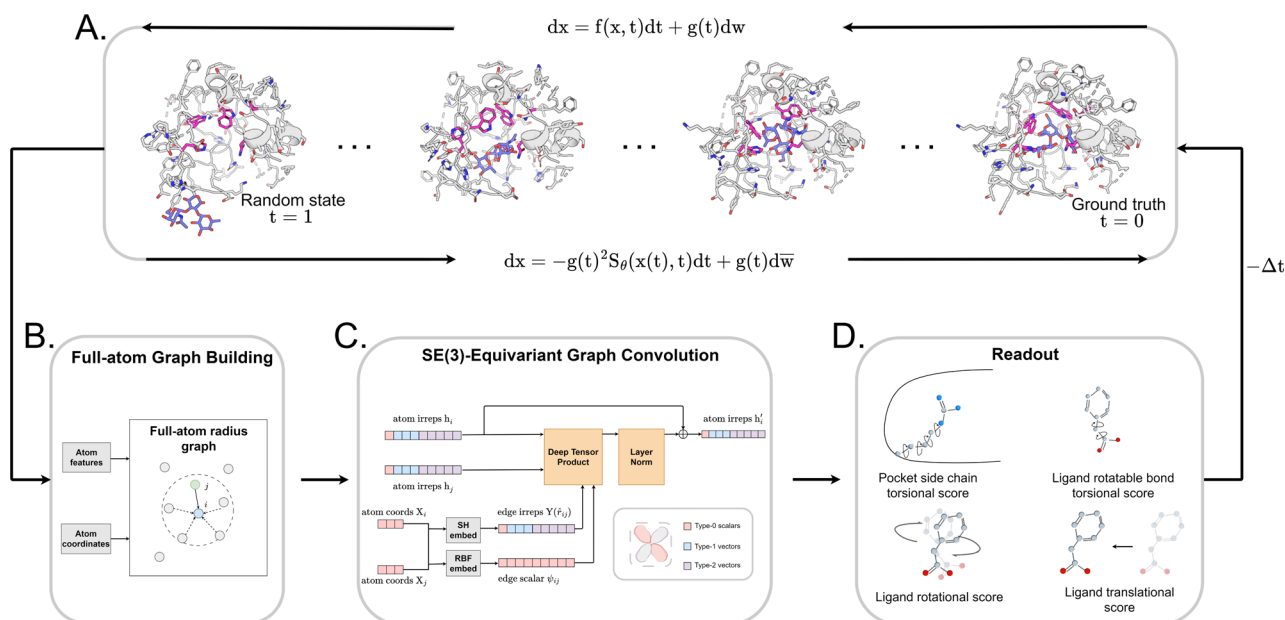 A.
dx = f(x, t)dt + g(t)dw
. . .
. . .
. . .
Random state
t = 1
Ground truth
t = 0
dx = −g(t)²S_θ(x(t), t)dt + g(t)dw̅
−Δt
B.
Full-atom Graph Building
Atom
features
Atom
coordinates
Full-atom radius
graph
j
i
C.
SE(3)-Equivariant Graph Convolution
atom irreps h_i
atom irreps h_j
Deep Tensor
Product
Layer
Norm
atom irreps h′_i
atom coords X_i
atom coords X_j
SH
embed
RBF
embed
edge irreps Y(r̂_ij)
edge scalar ψ_ij
Type-0 scalars
Type-1 vectors
Type-2 vectors
D.
Readout
Pocket side chain
torsional score
Ligand rotatable bond
torsional score
Ligand rotational score
Ligand translational
score